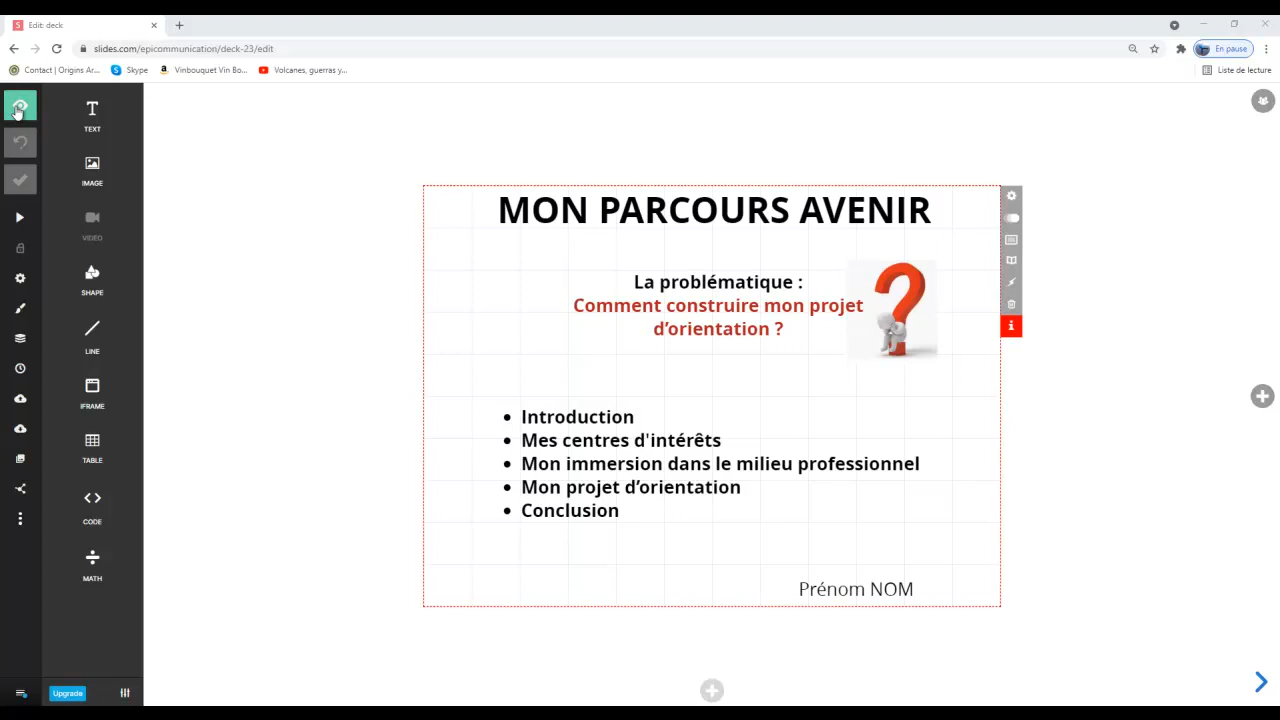 Edit: deck
slides.com/epicommunication/deck-23/edit
En pause
Contact | Origins Ar...
Skype
Vinbouquet Vin Bo...
Volcanes, guerras y...
Liste de lecture
TEXT
IMAGE
VIDEO
SHAPE
LINE
IFRAME
TABLE
CODE
MATH
Upgrade
MON PARCOURS AVENIR
La problématique :
Comment construire mon projet
d’orientation ?
• Introduction
• Mes centres d'intérêts
• Mon immersion dans le milieu professionnel
• Mon projet d’orientation
• Conclusion
Prénom NOM